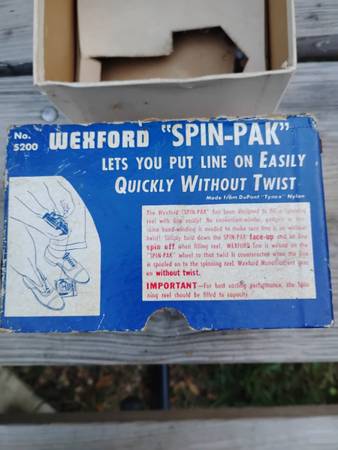 No.
5200
WEXFORD "SPIN-PAK"
LETS YOU PUT LINE ON EASILY
QUICKLY WITHOUT TWIST
Made from DuPont "Tynex" Nylon
The Wexford "SPIN-PAK" has been designed to fill a spinning
reel with line easily! No confounded-winder, gadgets or
hand-winding is needed to make sure line is on without
twist! Simply hold down the SPIN-PAK face-up and let line
spin off when filling reel. WEXFORD line is wound on the
"SPIN-PAK" wheel so that twist is counteracted when the line
is spooled on to the spinning reel. Wexford Monofilament goes
on without twist.
IMPORTANT—For best casting performance, the spin-
ning reel should be filled to capacity